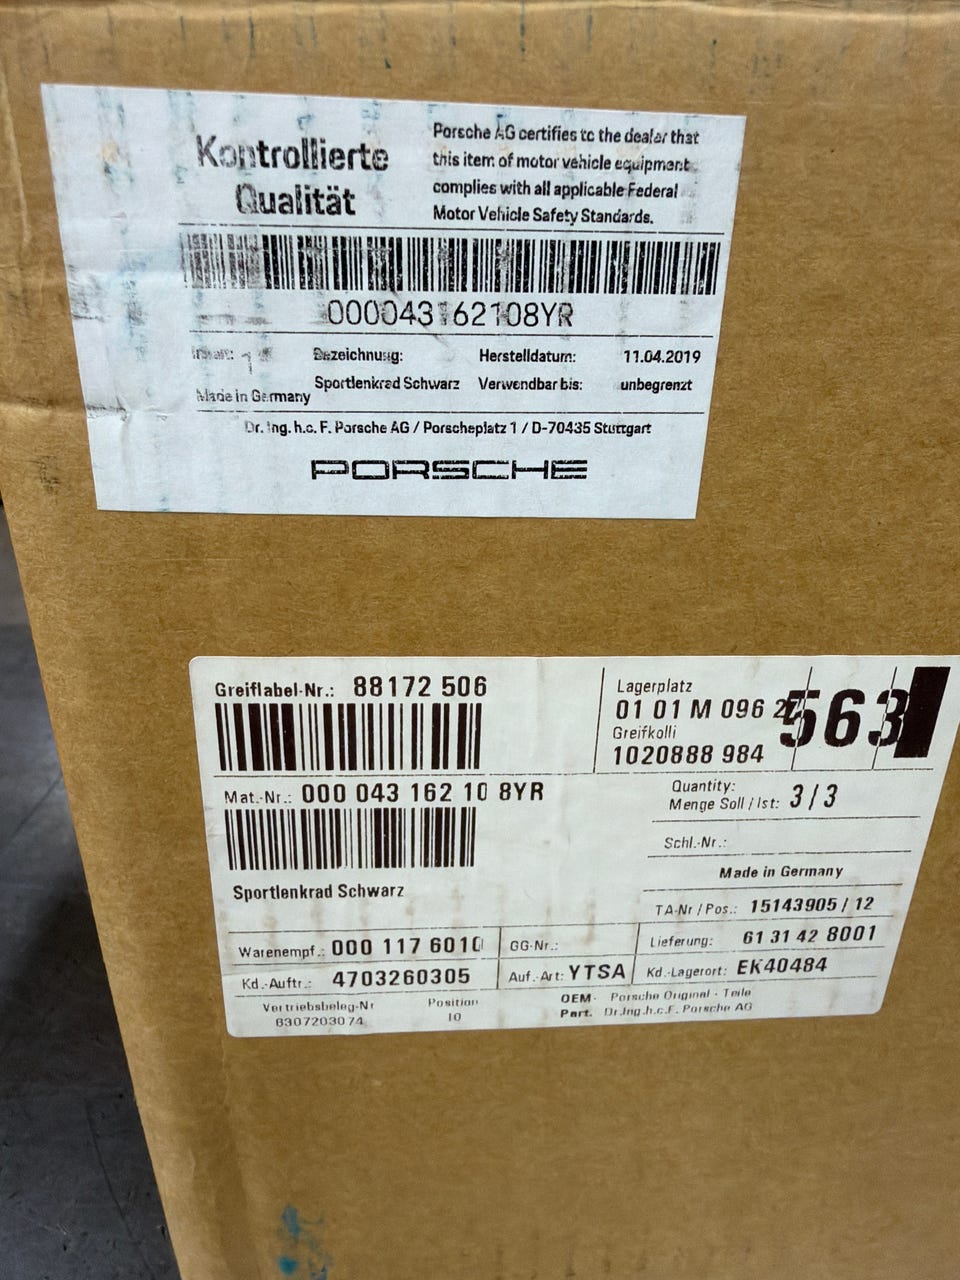 Kontrollierte
Qualität
Porsche AG certifies to the dealer that
this item of motor vehicle equipment
complies with all applicable Federal
Motor Vehicle Safety Standards.
000043162108YR
Inhalt: 1
Bezeichnung:
Sportlenkrad Schwarz
Herstelldatum: 11.04.2019
Verwendbar bis: unbegrenzt
Made in Germany
Dr. Ing. h.c. F. Porsche AG / Porscheplatz 1 / D-70435 Stuttgart
PORSCHE
Greiflabel-Nr.: 88172 506
Lagerplatz
01 01 M 096
563
Greifkolli
1020888 984
Mat.-Nr.: 000 043 162 10 8YR
Quantity:
Menge Soll / Ist: 3 / 3
Schl.-Nr.:
Sportlenkrad Schwarz
Made in Germany
TA-Nr / Pos.: 15143905 / 12
Warenempf.: 000 117 6010
GG-Nr.:
Lieferung: 61 31 42 8001
Kd.-Auftr.: 4703260305
Auf.-Art: YTSA
Kd.-Lagerort: EK40484
Vertriebsbeleg-Nr
8307203074
Position
10
OEM- Porsche Original - Teile
Part. Dr.Ing.h.c.F. Porsche AG